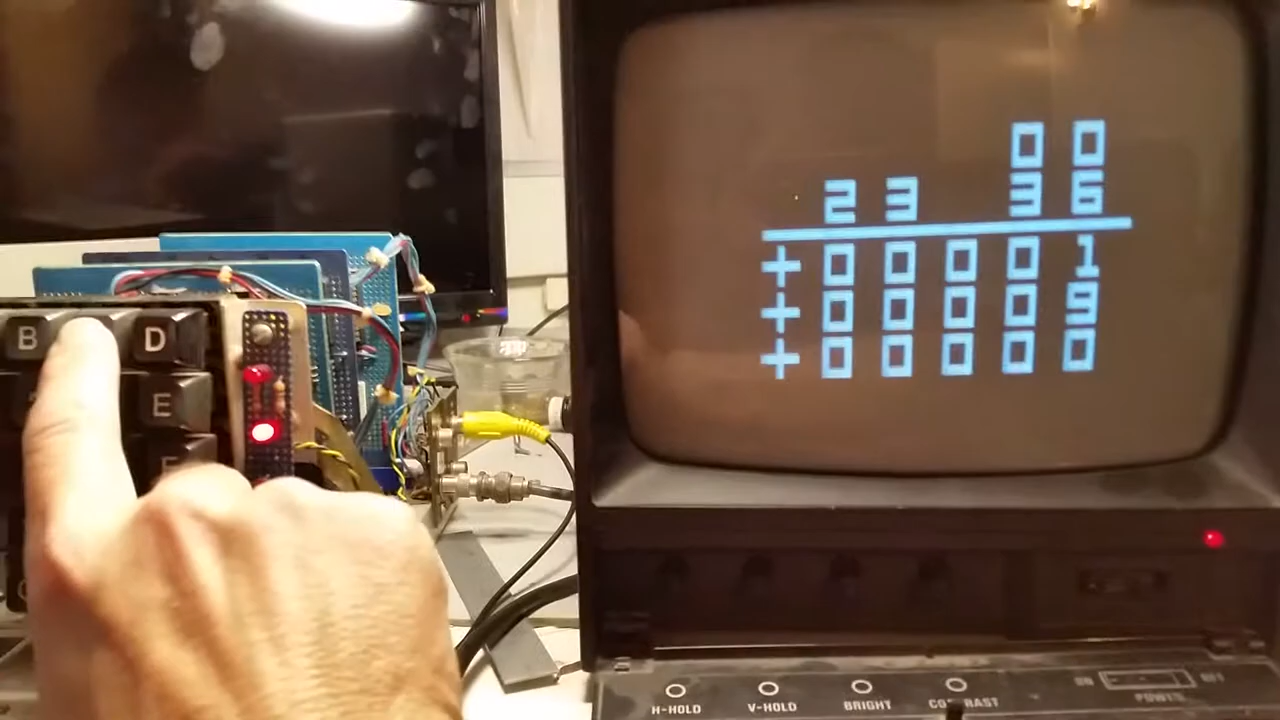 0 0
2 3 3 6
+ 0 0 0 0 1
+ 0 0 0 0 9
+ 0 0 0 0 0
B D
E
H-HOLD V-HOLD BRIGHT CONTRAST POWER